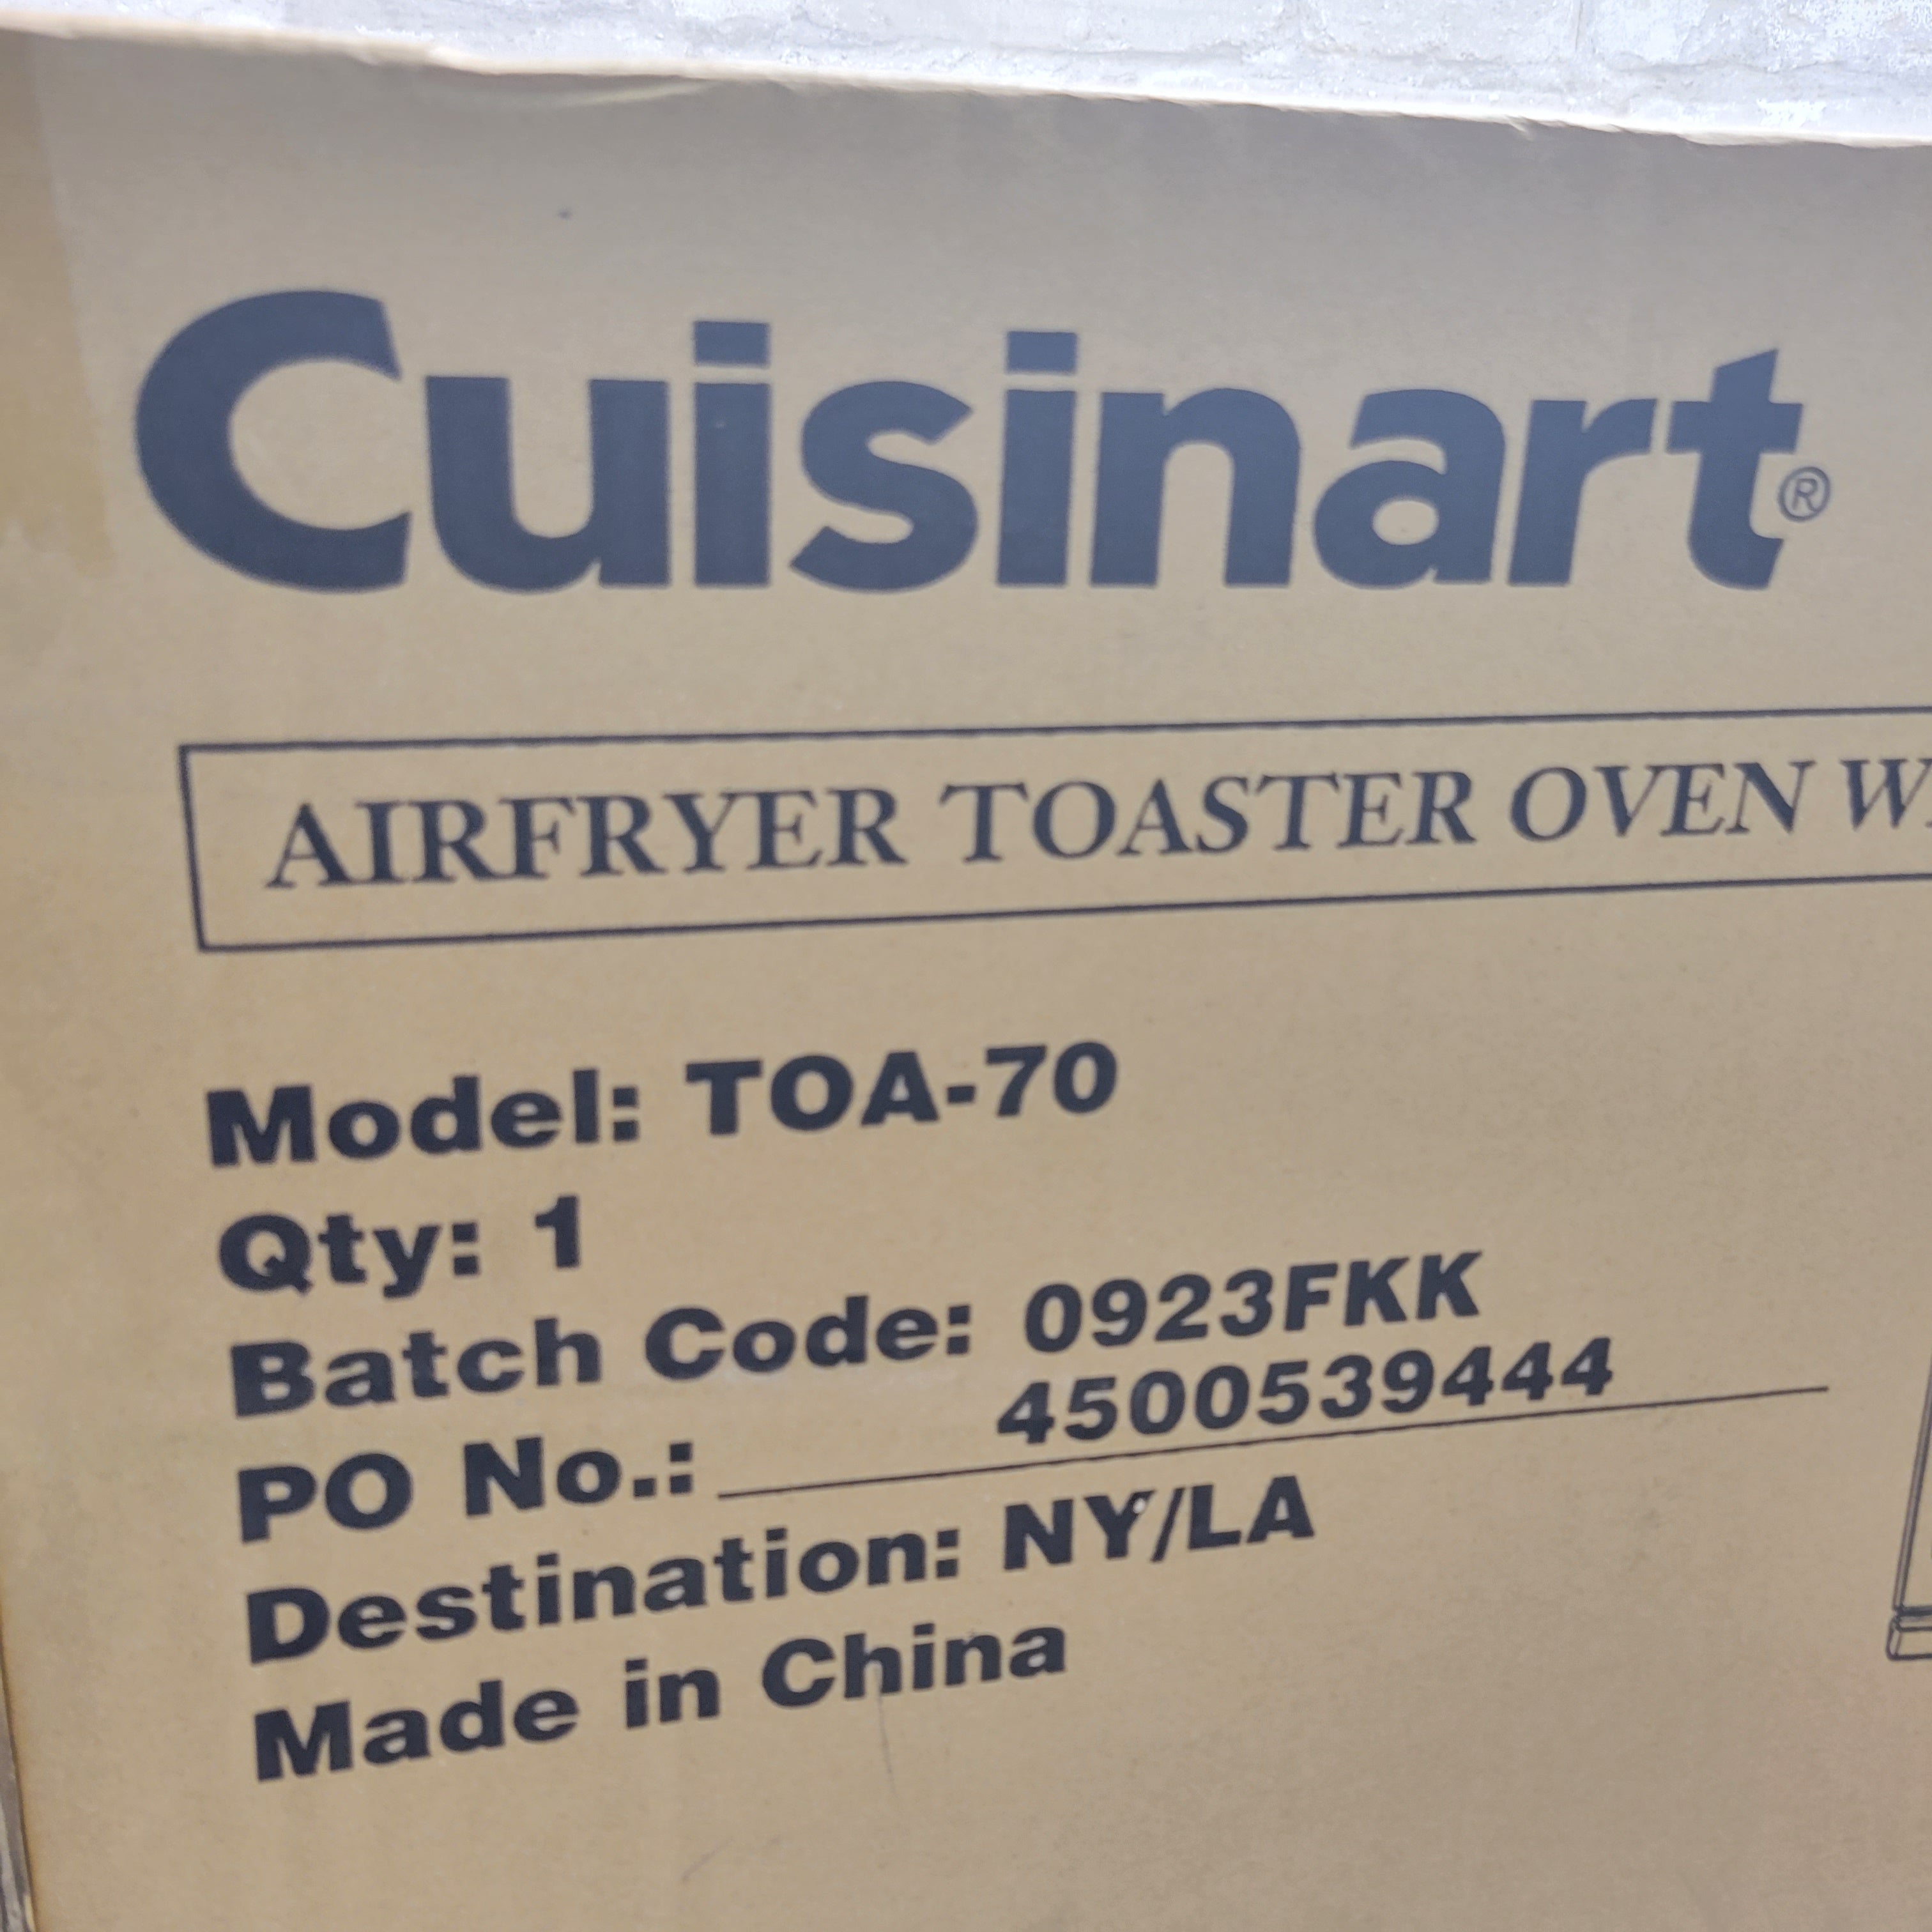 Cuisinart®
AIRFRYER TOASTER OVEN
Model: TOA-70
Qty: 1
Batch Code: 0923FKK
PO No.: 4500539444
Destination: NY/LA
Made in China